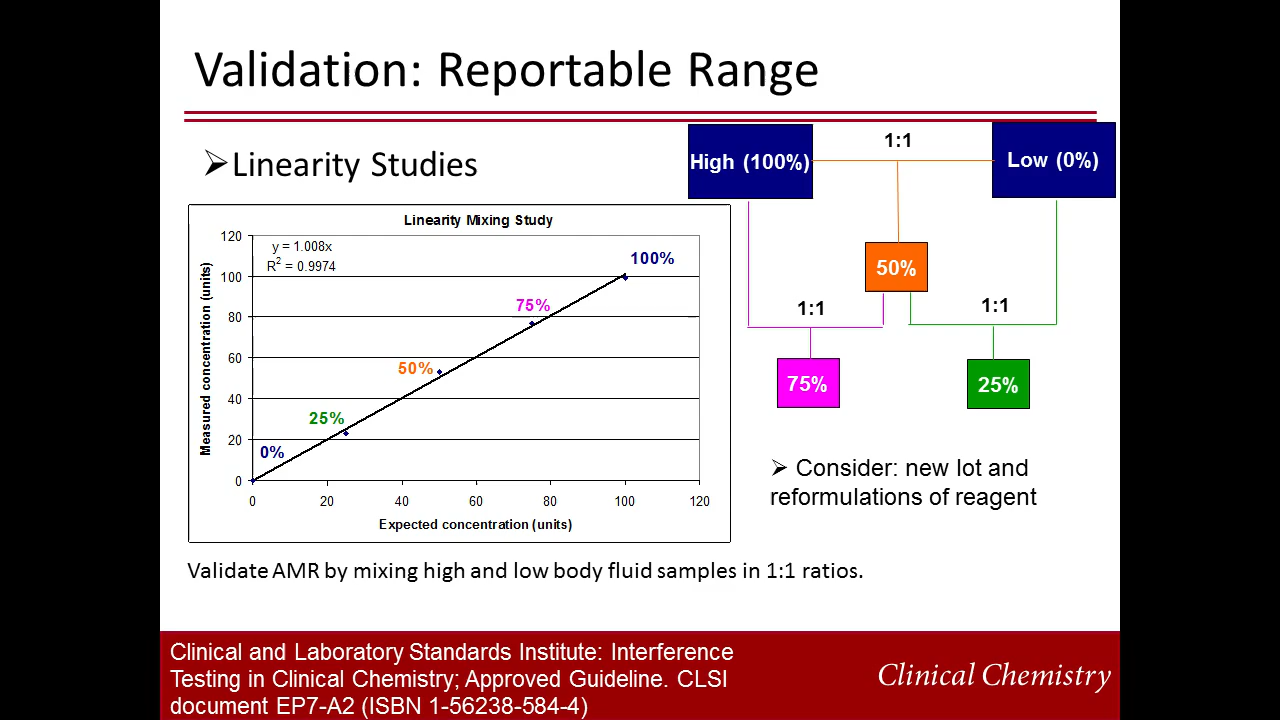 Validation: Reportable Range
➢Linearity Studies
High (100%)
1:1
Low (0%)
50%
1:1
1:1
75%
25%
Linearity Mixing Study
y = 1.008x
R² = 0.9974
Measured concentration (units)
120
100
80
60
40
20
0
0%
25%
50%
75%
100%
0 20 40 60 80 100 120
Expected concentration (units)
➢ Consider: new lot and
reformulations of reagent
Validate AMR by mixing high and low body fluid samples in 1:1 ratios.
Clinical and Laboratory Standards Institute: Interference
Testing in Clinical Chemistry; Approved Guideline. CLSI
document EP7-A2 (ISBN 1-56238-584-4)
Clinical Chemistry